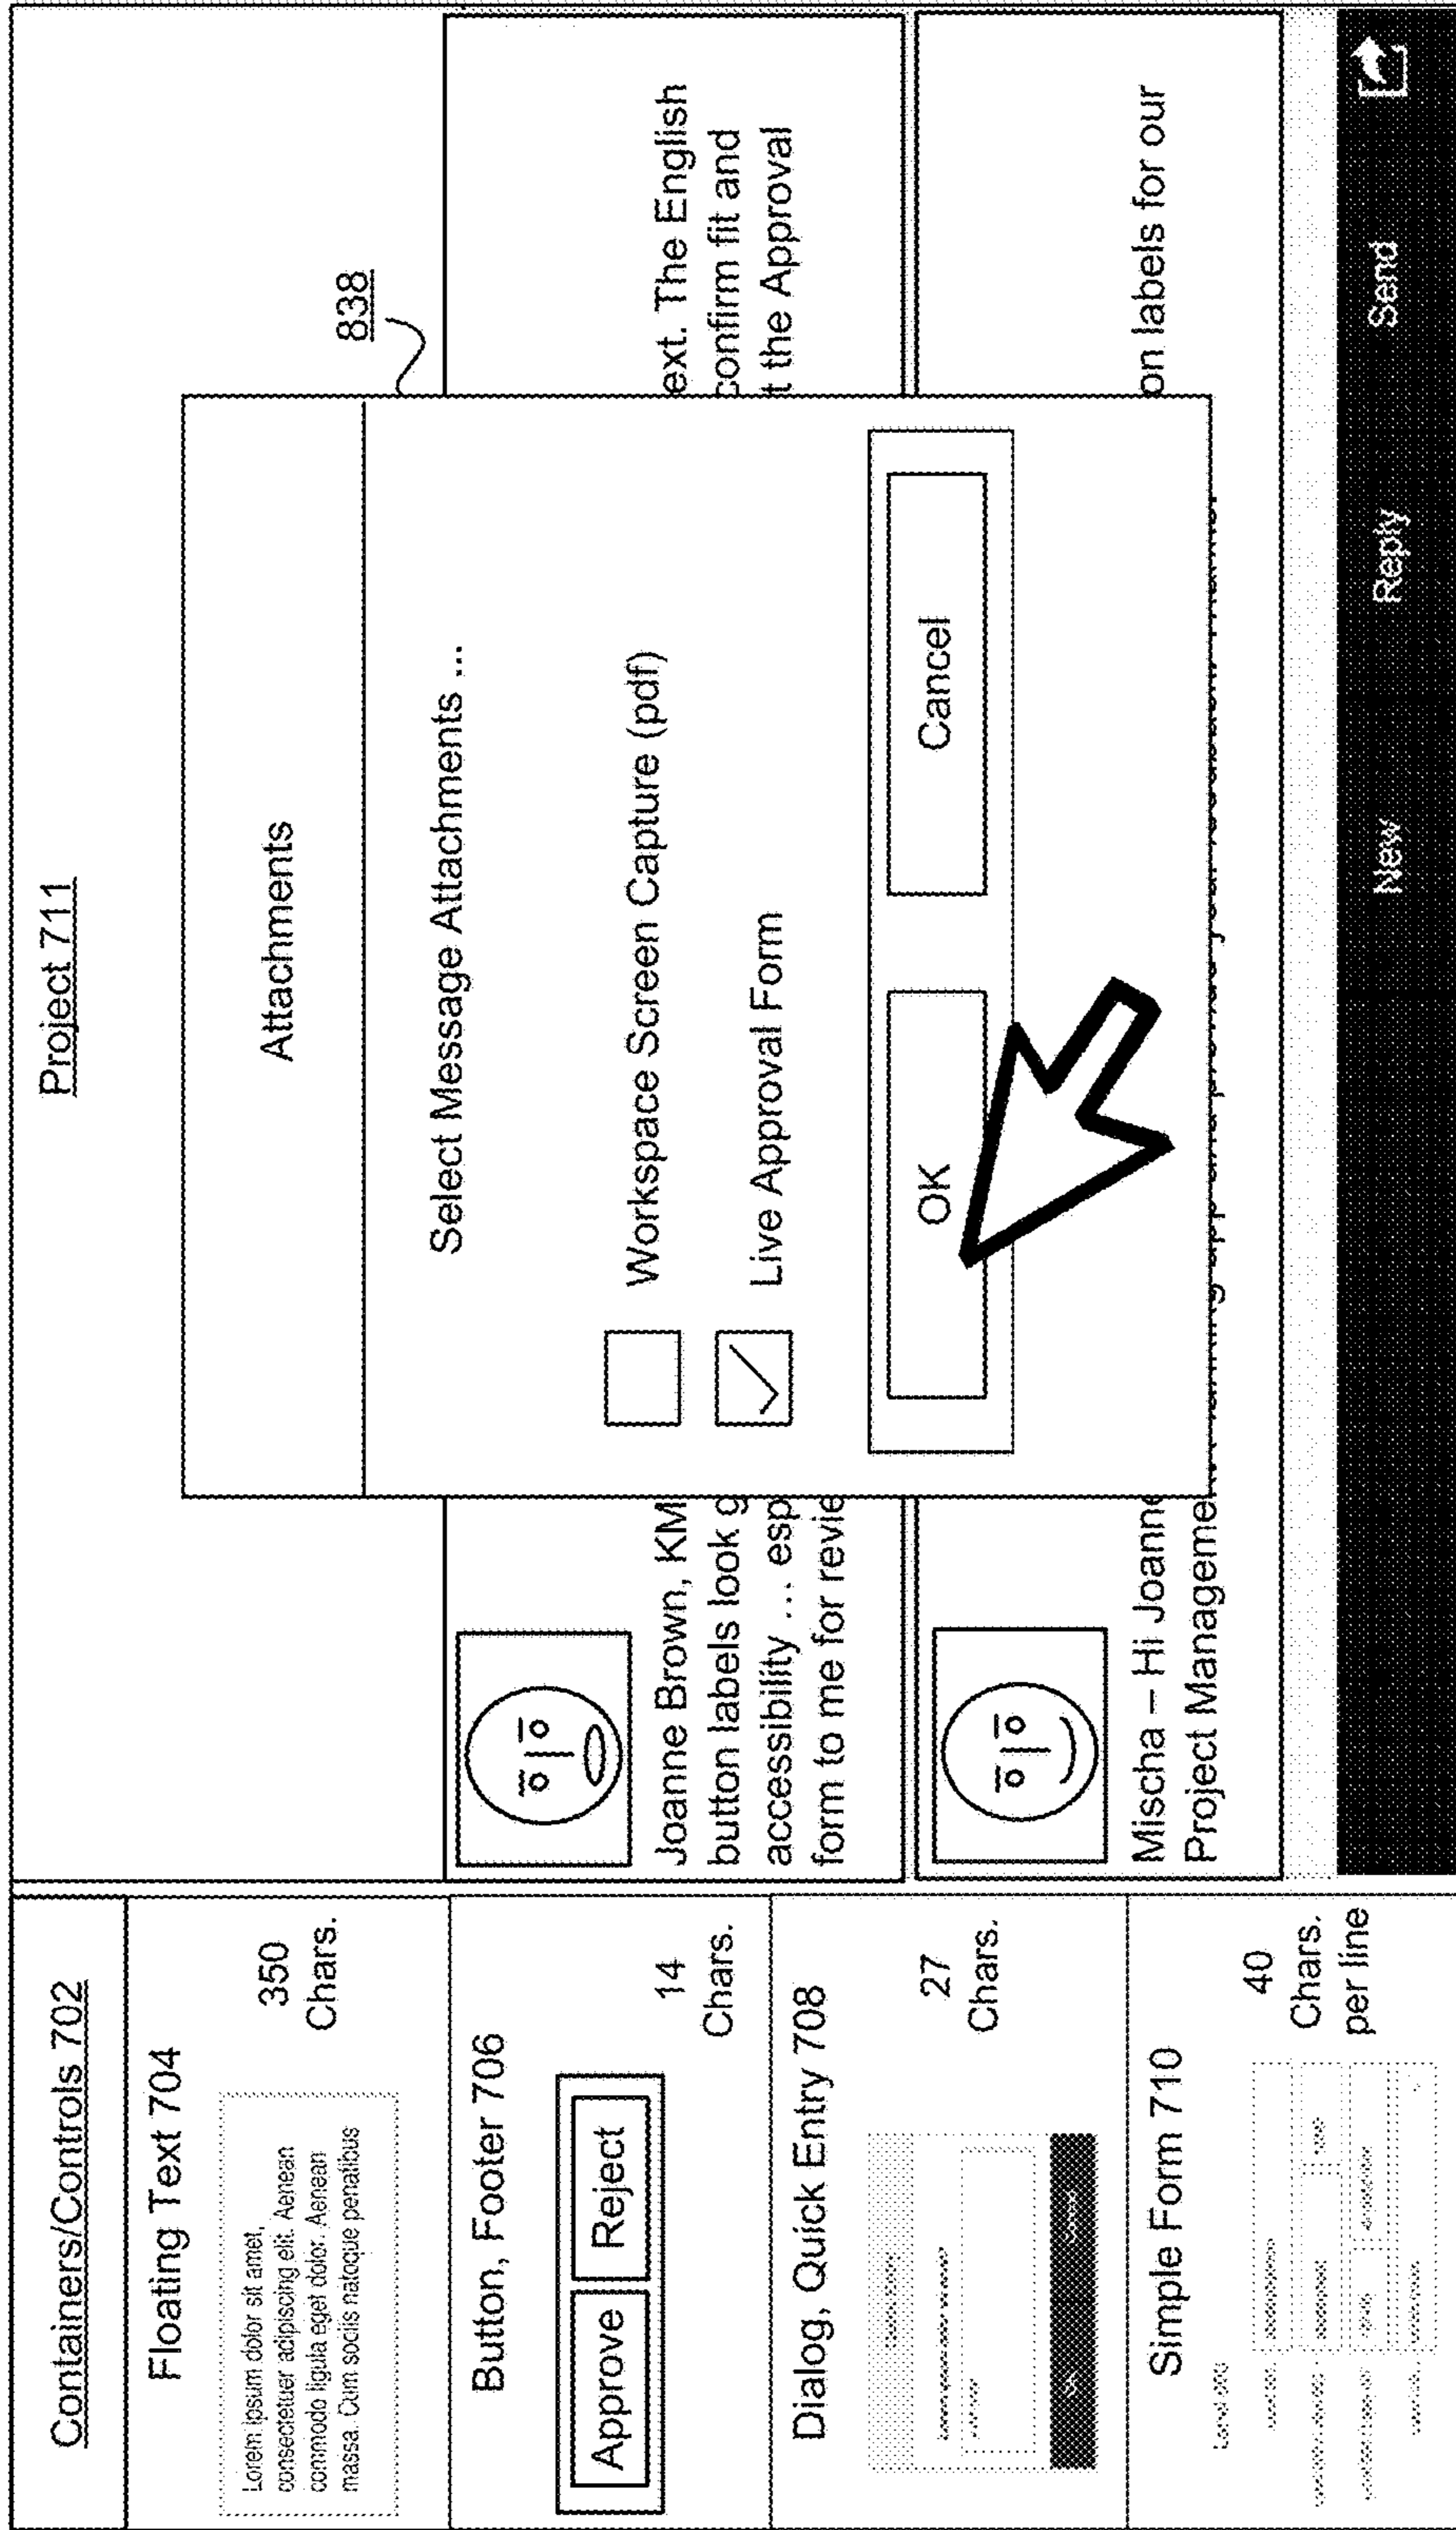 Containers/Controls 702
Floating Text 704
Lorem ipsum dolor sit amet,
consectetuer adipiscing elit. Aenean
commodo ligula eget dolor. Aenean
massa. Cum sociis natoque penatibus
350
Chars.
Button, Footer 706
Approve Reject
14
Chars.
Dialog, Quick Entry 708
27
Chars.
Simple Form 710
40
Chars.
per line
Project 711
838
Attachments
Select Message Attachments ...
Workspace Screen Capture (pdf)
Live Approval Form
OK Cancel
Joanne Brown, KM ext. The English
button labels look g confirm fit and
accessibility ... esp t the Approval
form to me for revie
Mischa – Hi Joanne on labels for our
Project Manageme
New Reply Send